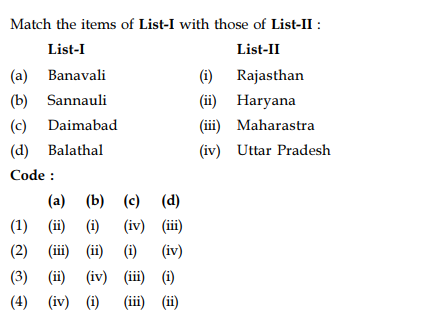 Match the items of List-I with those of List-II :
List-I List-II
(a) Banavali (i) Rajasthan
(b) Sannauli (ii) Haryana
(c) Daimabad (iii) Maharastra
(d) Balathal (iv) Uttar Pradesh
Code :
(a) (b) (c) (d)
(1) (ii) (i) (iv) (iii)
(2) (iii) (ii) (i) (iv)
(3) (ii) (iv) (iii) (i)
(4) (iv) (i) (iii) (ii)